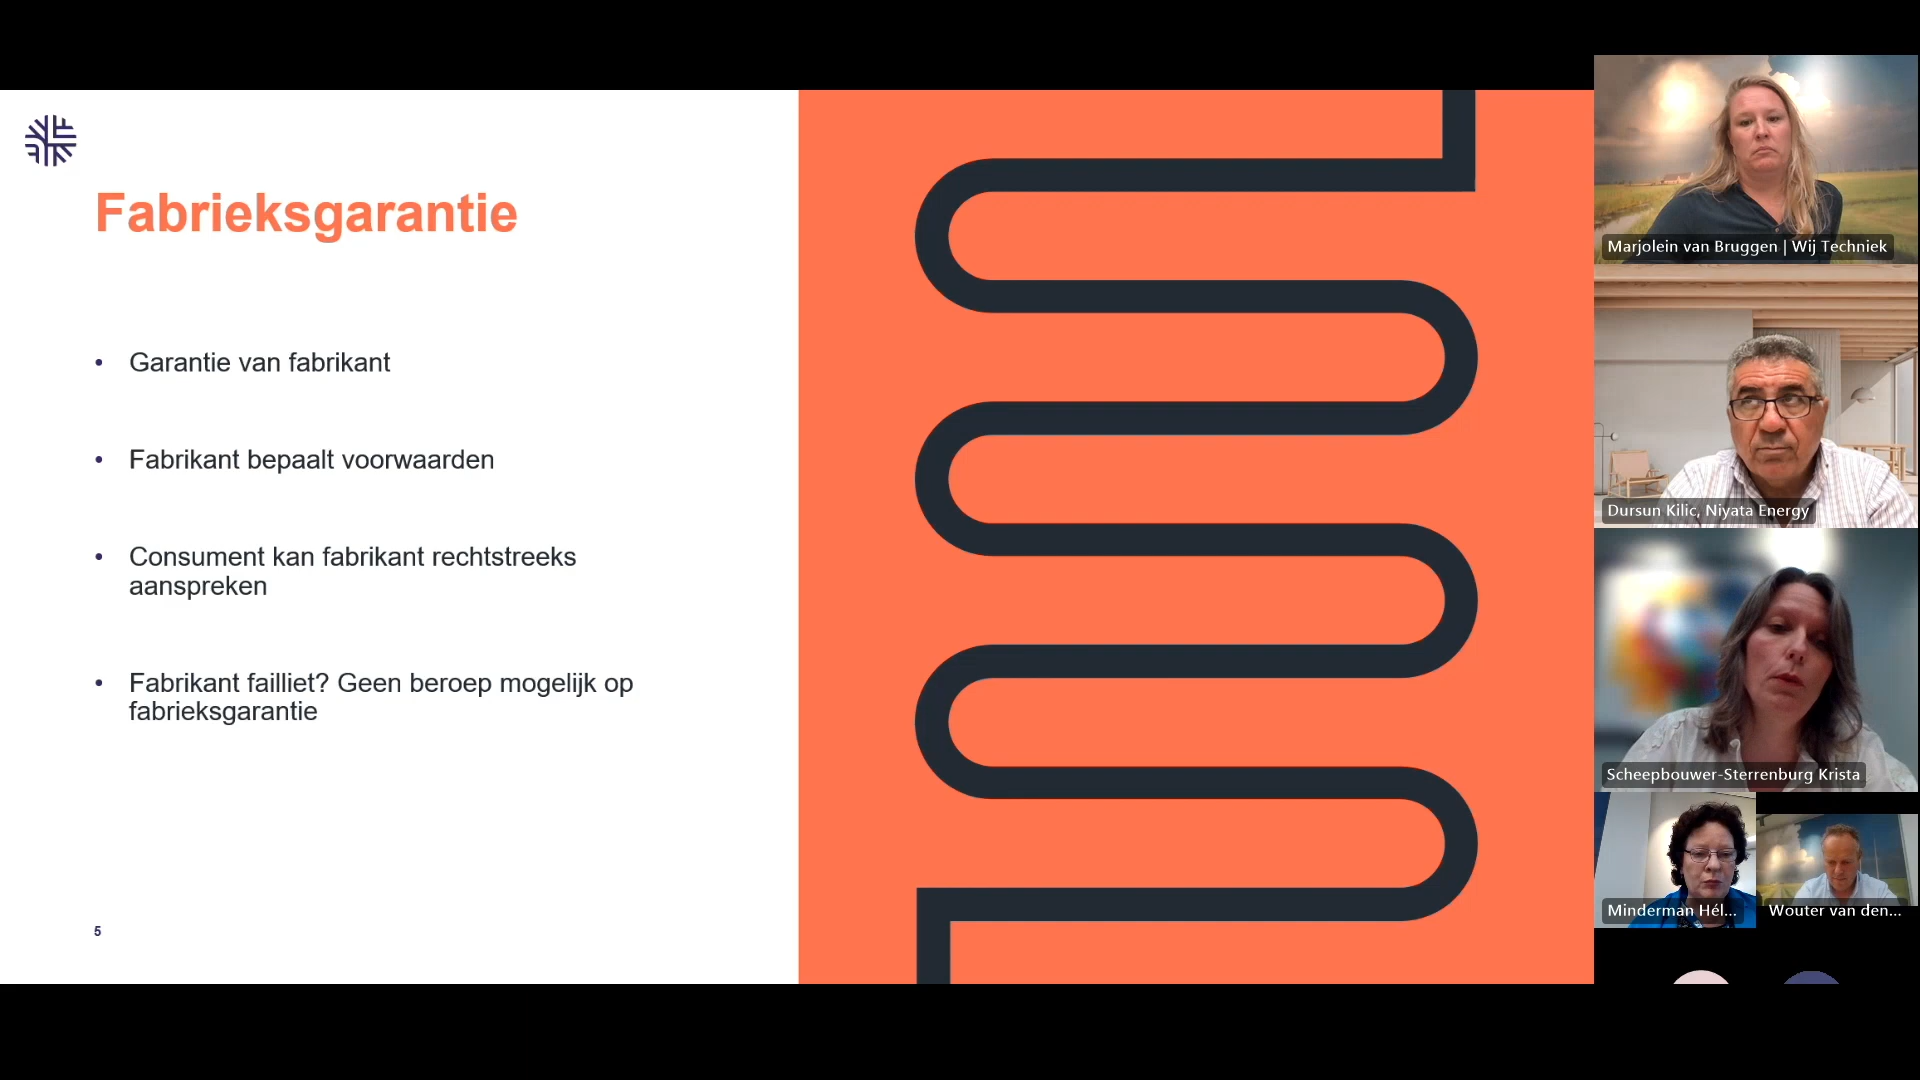 Fabrieksgarantie
• Garantie van fabrikant
• Fabrikant bepaalt voorwaarden
• Consument kan fabrikant rechtstreeks
aanspreken
• Fabrikant failliet? Geen beroep mogelijk op
fabrieksgarantie
5
Marjolein van Bruggen | Wij Techniek
Dursun Kilic, Niyata Energy
Scheepbouwer-Sterrenburg Krista
Minderman Hél...
Wouter van den...